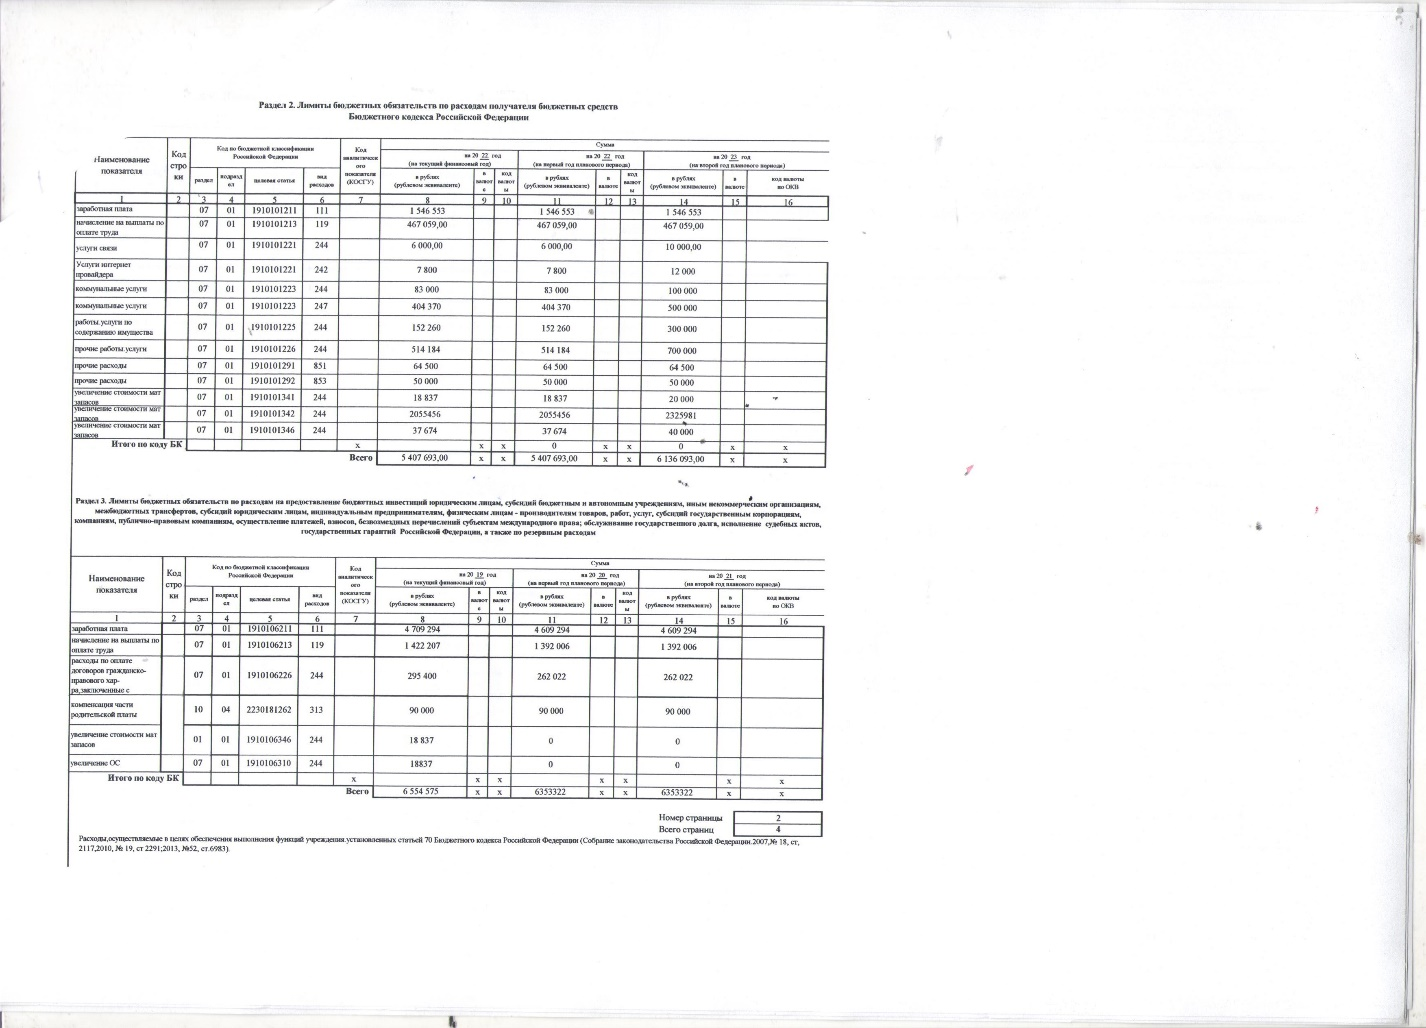 Раздел 2. Лимиты бюджетных обязательств по расходам получателя бюджетных средств
Бюджетного кодекса Российской Федерации
Наименование показателя Код строки Код по бюджетной классификации Российской Федерации Код аналитического показателя (КОСГУ) Сумма
на 20 22 год (на текущий финансовый год) на 20 22 год (на первый год планового периода) на 20 23 год (на второй год планового периода)
раздел подраздел целевая статья вид расходов в рублях (рублевом эквиваленте) в валюте код валюты в рублях (рублевом эквиваленте) в валюте код валюты в рублях (рублевом эквиваленте) в валюте код валюты по ОКВ
1 2 3 4 5 6 7 8 9 10 11 12 13 14 15 16
заработная плата 07 01 1910101211 111 1 546 553 1 546 553 1 546 553
начисление на выплаты по оплате труда 07 01 1910101213 119 467 059,00 467 059,00 467 059,00
услуги связи 07 01 1910101221 244 6 000,00 6 000,00 10 000,00
Услуги интернет провайдера 07 01 1910101221 242 7 800 7 800 12 000
коммунальные услуги 07 01 1910101223 244 83 000 83 000 100 000
коммунальные услуги 07 01 1910101223 247 404 370 404 370 500 000
работы.услуги по содержанию имущества 07 01 1910101225 244 152 260 152 260 300 000
прочие работы.услуги 07 01 1910101226 244 514 184 514 184 700 000
прочие расходы 07 01 1910101291 851 64 500 64 500 64 500
прочие расходы 07 01 1910101292 853 50 000 50 000 50 000
увеличение стоимости мат запасов 07 01 1910101341 244 18 837 18 837 20 000
увеличение стоимости мат запасов 07 01 1910101342 244 2055456 2055456 2325981
увеличение стоимости мат запасов 07 01 1910101346 244 37 674 37 674 40 000
Итого по коду БК х х х 0 х х 0 х х
Всего 5 407 693,00 х х 5 407 693,00 х х 6 136 093,00 х х
Раздел 3. Лимиты бюджетных обязательств по расходам на предоставление бюджетных инвестиций юридическим лицам, субсидий бюджетным и автономным учреждениям, иным некоммерческим организациям,
межбюджетных трансфертов, субсидий юридическим лицам, индивидуальным предпринимателям, физическим лицам - производителям товаров, работ, услуг, субсидий государственным корпорациям,
компаниям, публично-правовым компаниям, осуществление платежей, взносов, безвозмездных перечислений субъектам международного права; обслуживание государственного долга, исполнение судебных актов,
государственных гарантий Российской Федерации, а также по резервным расходам
Наименование показателя Код строки Код по бюджетной классификации Российской Федерации Код аналитического показателя (КОСГУ) Сумма
на 20 19 год (на текущий финансовый год) на 20 20 год (на первый год планового периода) на 20 21 год (на второй год планового периода)
раздел подраздел целевая статья вид расходов в рублях (рублевом эквиваленте) в валюте код валюты в рублях (рублевом эквиваленте) в валюте код валюты в рублях (рублевом эквиваленте) в валюте код валюты по ОКВ
1 2 3 4 5 6 7 8 9 10 11 12 13 14 15 16
заработная плата 07 01 1910106211 111 4 709 294 4 609 294 4 609 294
начисление на выплаты по оплате труда 07 01 1910106213 119 1 422 207 1 392 006 1 392 006
расходы по оплате договоров гражданско-правового хар-ра,заключенные с 07 01 1910106226 244 295 400 262 022 262 022
компенсация части родительской платы 10 04 2230181262 313 90 000 90 000 90 000
увеличение стоимости мат запасов 01 01 1910106346 244 18 837 0 0
увеличение ОС 07 01 1910106310 244 18837 0 0
Итого по коду БК х х х х х х х
Всего 6 554 575 х х 6353322 х х 6353322 х х
Номер страницы 2
Всего страниц 4
Расходы,осуществляемые в целях обеспечения выполнения функций учреждения.установленных статьей 70 Бюджетного кодекса Российской Федерации (Собрание законодательства Российской Федерации.2007,№ 18, ст,
2117,2010, № 19, ст 2291;2013, №52, ст.6983).